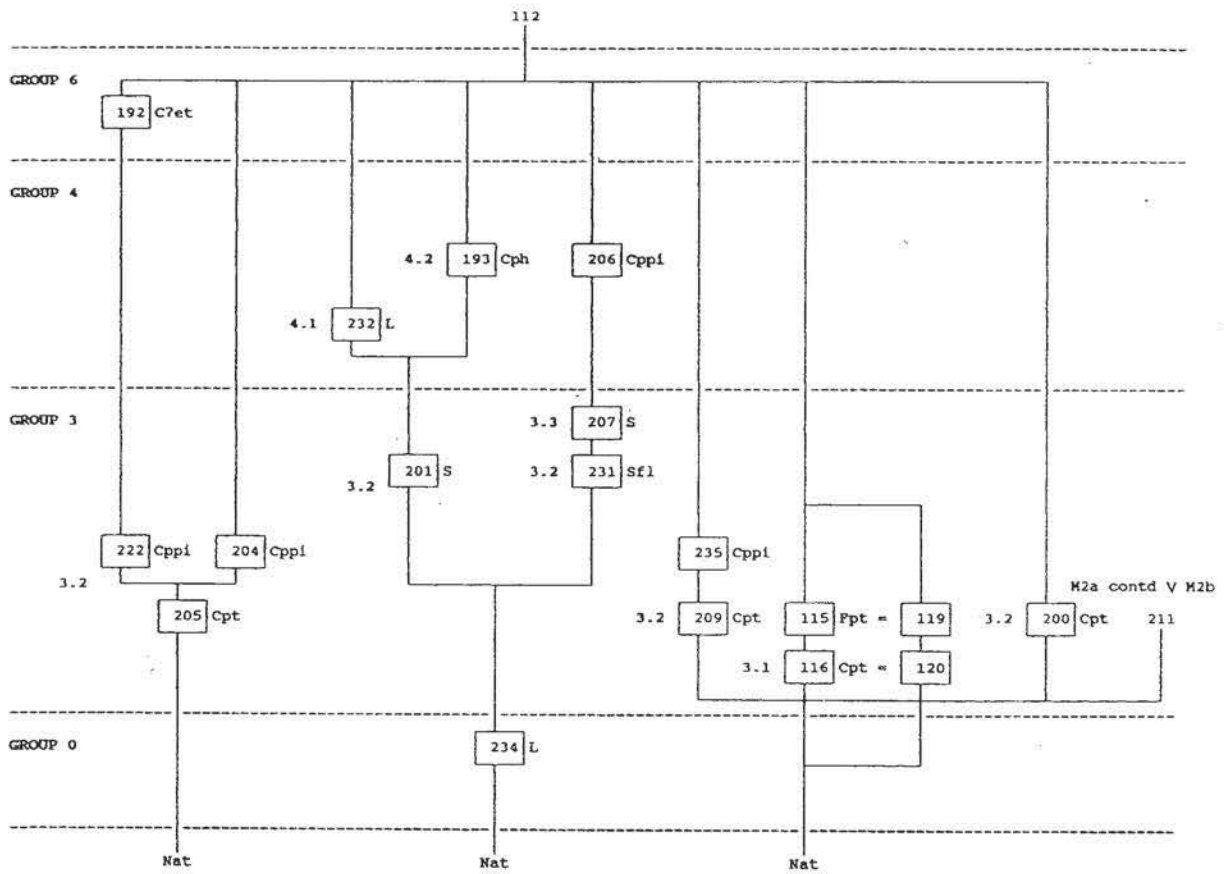 112
GROUP 6
192 C7et
GROUP 4
4.2 193 Cph 206 Cppi
4.1 232 L
GROUP 3
3.3 207 S
3.2 201 S 3.2 231 Sfl
222 Cppi 204 Cppi 235 Cppi
3.2
M2a contd V M2b
205 Cpt 3.2 209 Cpt 115 Fpt = 119 3.2 200 Cpt 211
3.1 116 Cpt = 120
GROUP 0
234 L
Nat Nat Nat